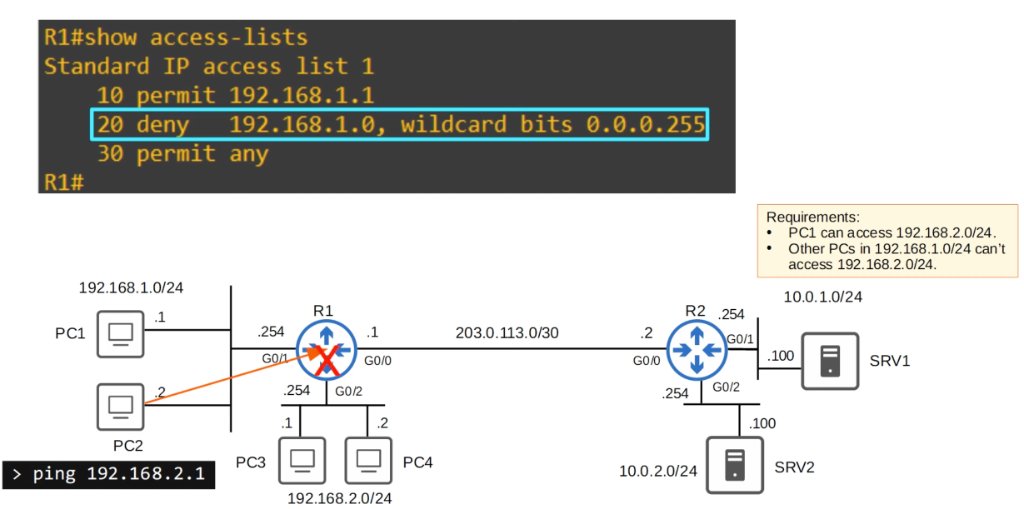 R1#show access-lists
Standard IP access list 1
10 permit 192.168.1.1
20 deny 192.168.1.0, wildcard bits 0.0.0.255
30 permit any
R1#
Requirements:
• PC1 can access 192.168.2.0/24.
• Other PCs in 192.168.1.0/24 can't
access 192.168.2.0/24.
192.168.1.0/24
10.0.1.0/24
PC1
.1
.254
G0/1
R1
.1
G0/0
203.0.113.0/30
.2
G0/0
R2
.254
G0/1
.100
SRV1
.2
PC2
.254
G0/2
.254
G0/2
.1
.2
.100
PC3
PC4
10.0.2.0/24
SRV2
> ping 192.168.2.1
192.168.2.0/24